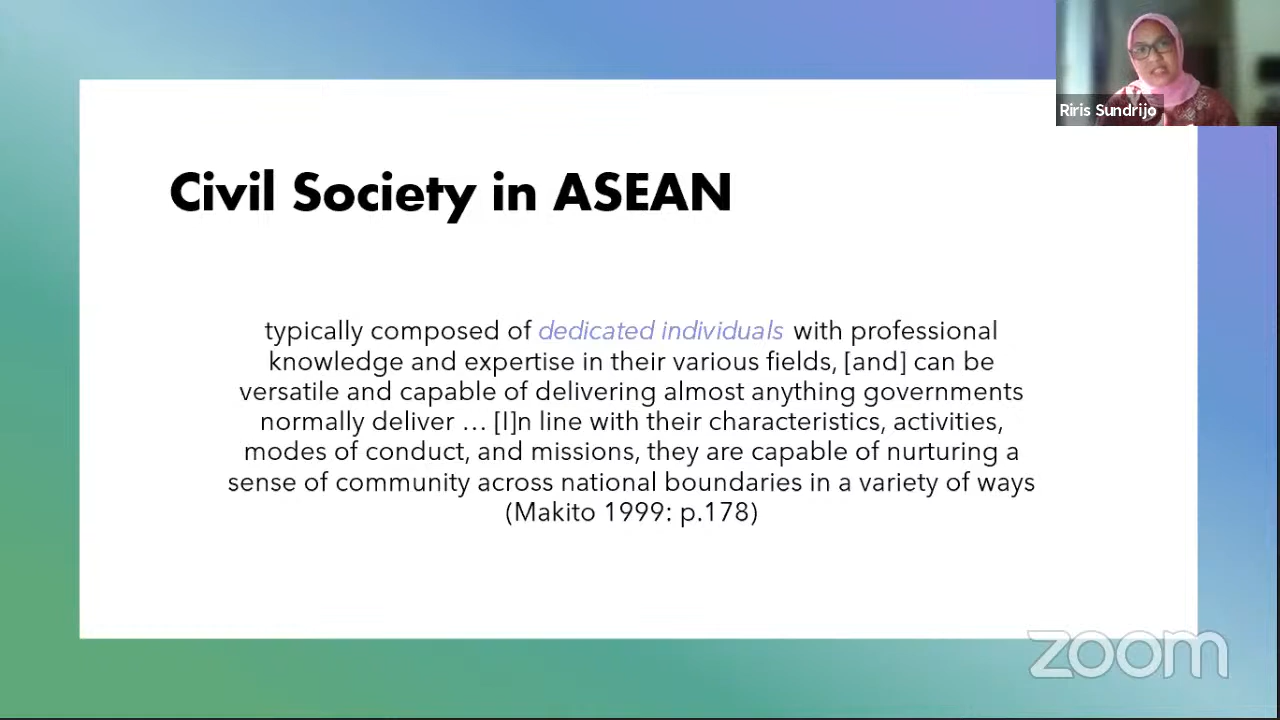 Riris Sundrijo
Civil Society in ASEAN
typically composed of dedicated individuals with professional
knowledge and expertise in their various fields, [and] can be
versatile and capable of delivering almost anything governments
normally deliver … [I]n line with their characteristics, activities,
modes of conduct, and missions, they are capable of nurturing a
sense of community across national boundaries in a variety of ways
(Makito 1999: p.178)
zoom